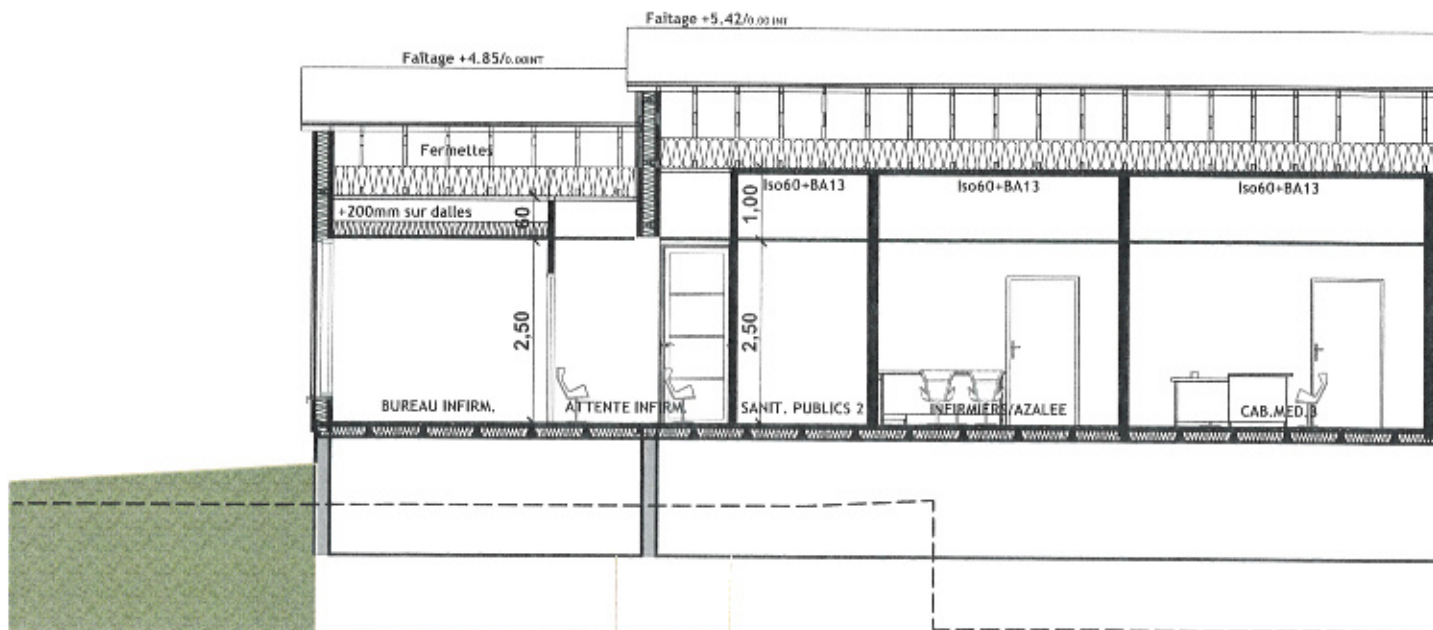 Faîtage +5.42/0.00 INT
Faîtage +4.85/0.00INT
Fermettes
Iso60+BA13
Iso60+BA13
Iso60+BA13
+200mm sur dalles
60
1,00
2,50
2,50
BUREAU INFIRM.
ATTENTE INFIRM.
SANIT. PUBLICS 2
INFIRMIERS/AZALEE
CAB.MED.3